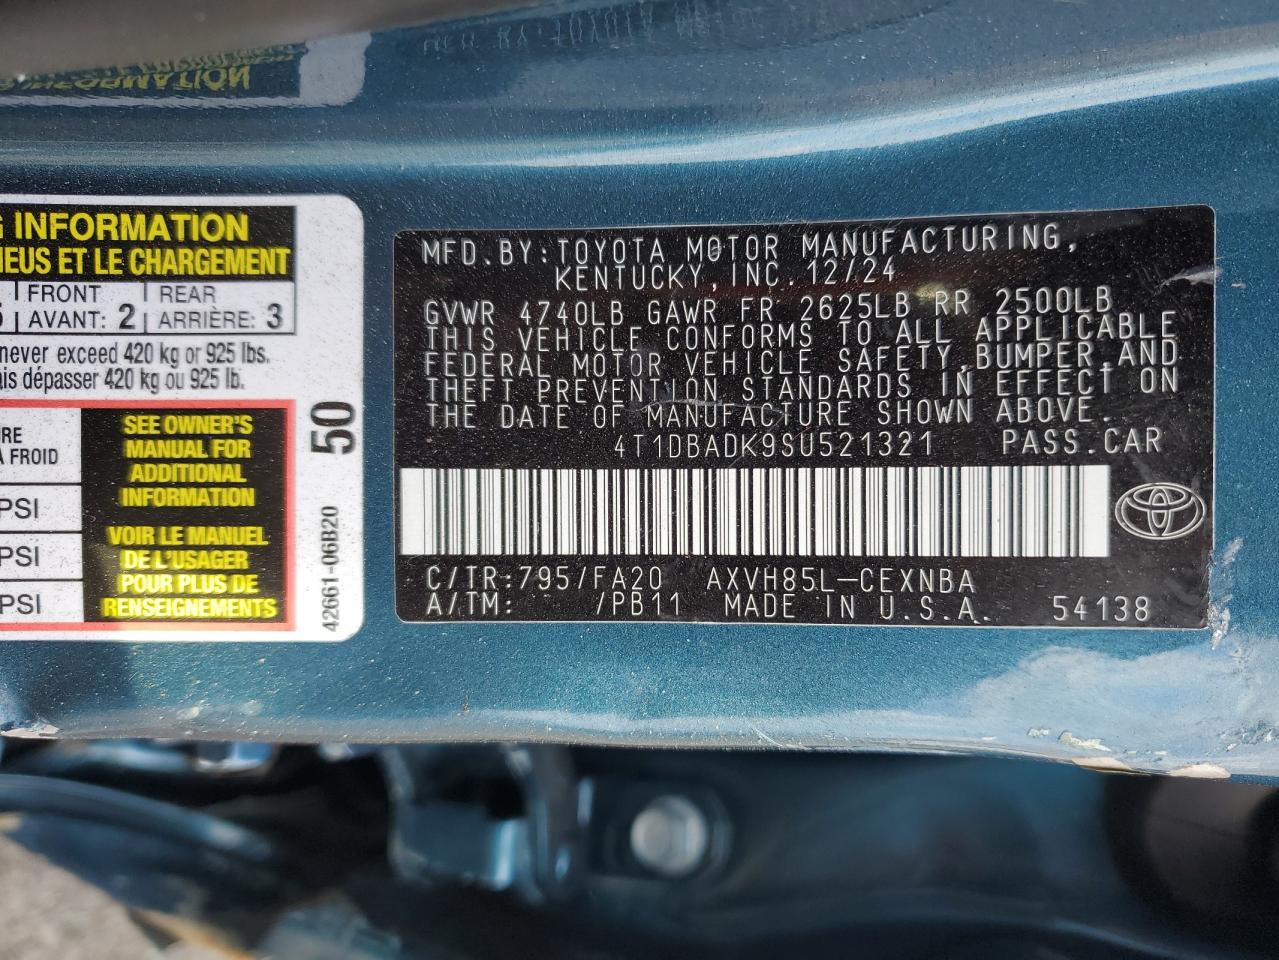 G INFORMATION
NEUS ET LE CHARGEMENT
FRONT REAR
AVANT: 2 ARRIÈRE: 3
never exceed 420 kg or 925 lbs.
dépasser 420 kg ou 925 lb.
SEE OWNER'S
MANUAL FOR
ADDITIONAL
INFORMATION
VOIR LE MANUEL
DE L'USAGER
POUR PLUS DE
RENSEIGNEMENTS
A FROID
PSI
PSI
PSI
50
42661-06B20
MFD.BY:TOYOTA MOTOR MANUFACTURING,
KENTUCKY, INC. 12/24
GVWR 4740LB GAWR FR 2625LB RR 2500LB
THIS VEHICLE CONFORMS TO ALL APPLICABLE
FEDERAL MOTOR VEHICLE SAFETY,BUMPER,AND
THEFT PREVENTION STANDARDS IN EFFECT ON
THE DATE OF MANUFACTURE SHOWN ABOVE.
4T1DBADK9SU521321 PASS.CAR
C/TR:795/FA20 AXVH85L-CEXNBA
A/TM: /PB11 MADE IN U.S.A. 54138